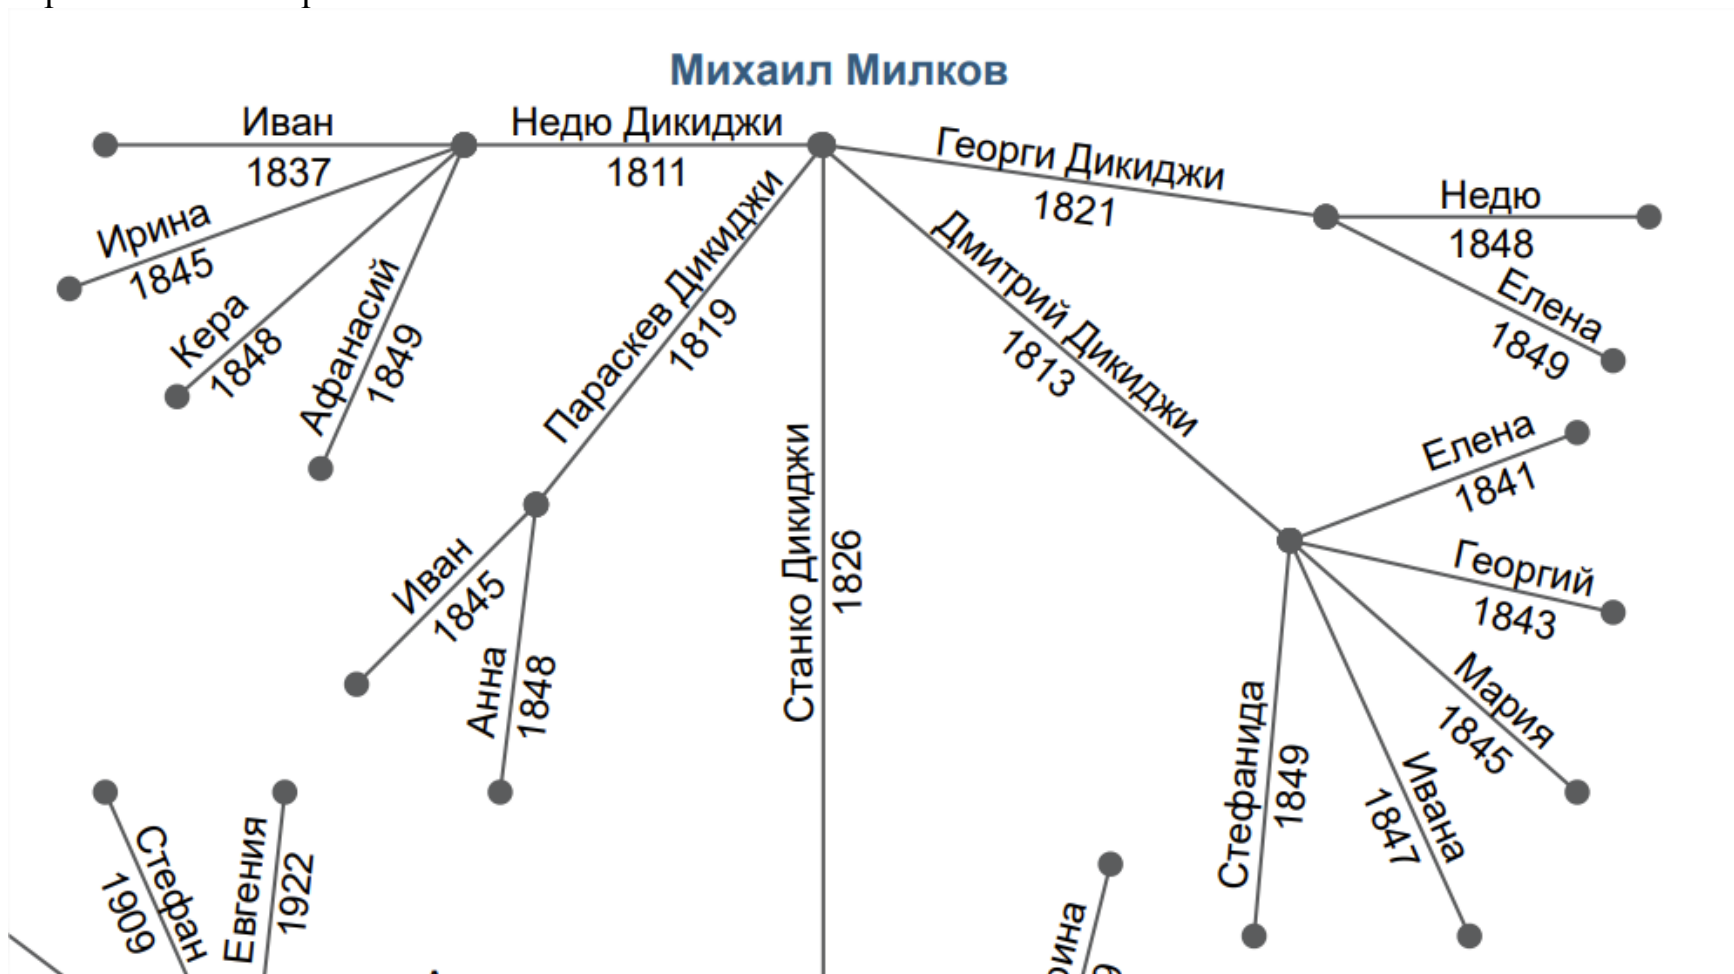 Михаил Милков
Иван
1837
Недю Дикиджи
1811
Георги Дикиджи
1821
Недю
1848
Елена
1849
Ирина
1845
Кера
1848
Афанасий
1849
Параскев Дикиджи
1819
Станко Дикиджи
1826
Дмитрий Дикиджи
1813
Елена
1841
Георгий
1843
Мария
1845
Ивана
1847
Стефанида
1849
Иван
1845
Анна
1848
Стефан
1909
Евгения
1922